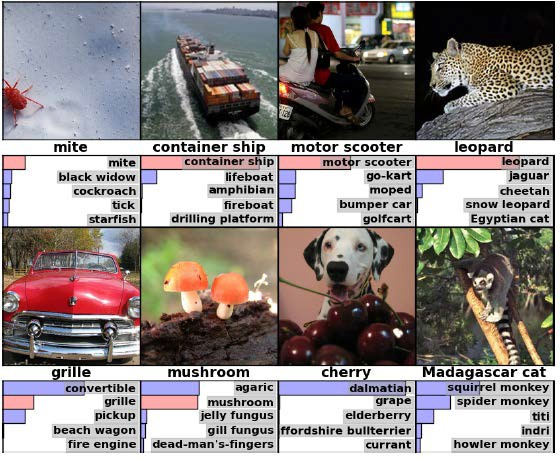 mite
container ship
motor scooter
leopard
mite
black widow
cockroach
tick
starfish
container ship
lifeboat
amphibian
fireboat
drilling platform
motor scooter
go-kart
moped
bumper car
golfcart
leopard
jaguar
cheetah
snow leopard
Egyptian cat
grille
mushroom
cherry
Madagascar cat
convertible
grille
pickup
beach wagon
fire engine
agaric
mushroom
jelly fungus
gill fungus
dead-man's-fingers
dalmatian
grape
elderberry
ffordshire bullterrier
currant
squirrel monkey
spider monkey
titi
indri
howler monkey